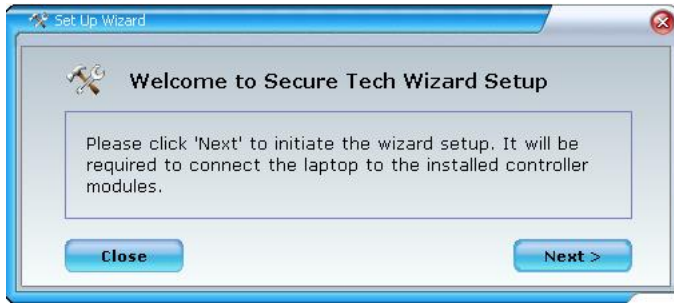 Set Up Wizard
Welcome to Secure Tech Wizard Setup
Please click 'Next' to initiate the wizard setup. It will be
required to connect the laptop to the installed controller
modules.
Close
Next >